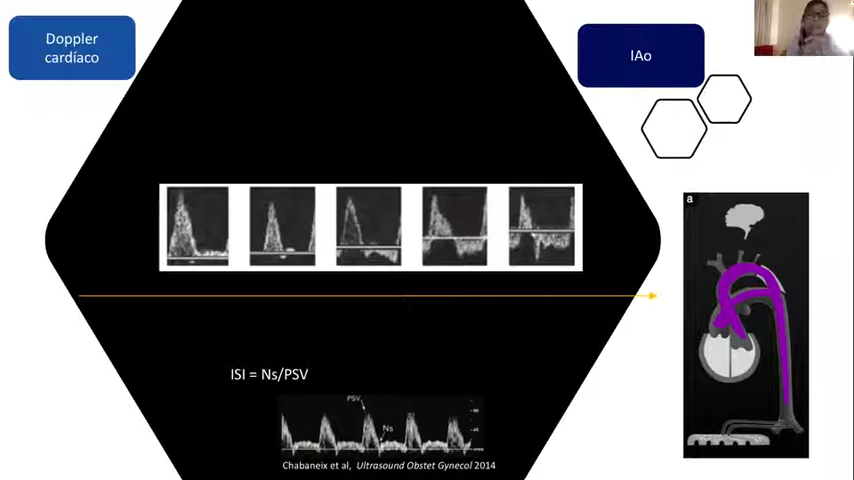 Doppler
cardíaco
IAo
a
ISI = Ns/PSV
PSV
Ns
Chabaneix et al, Ultrasound Obstet Gynecol 2014